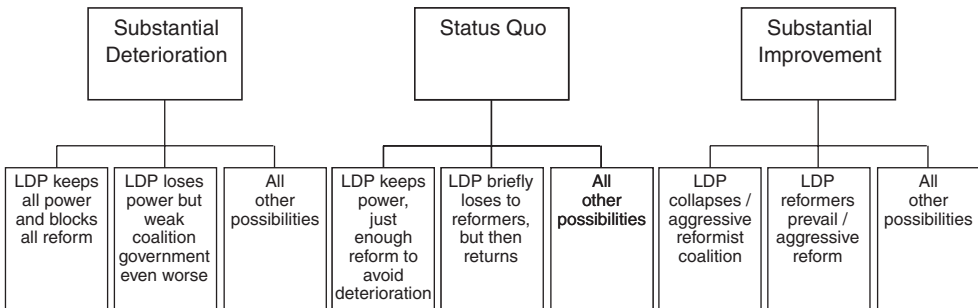 Substantial
Deterioration
Status Quo
Substantial
Improvement
LDP keeps
all power
and blocks
all reform
LDP loses
power but
weak
coalition
government
even worse
All
other
possibilities
LDP keeps
power,
just
enough
reform to
avoid
deterioration
LDP briefly
loses to
reformers,
but then
returns
All
other
possibilities
LDP
collapses /
aggressive
reformist
coalition
LDP
reformers
prevail /
aggressive
reform
All
other
possibilities